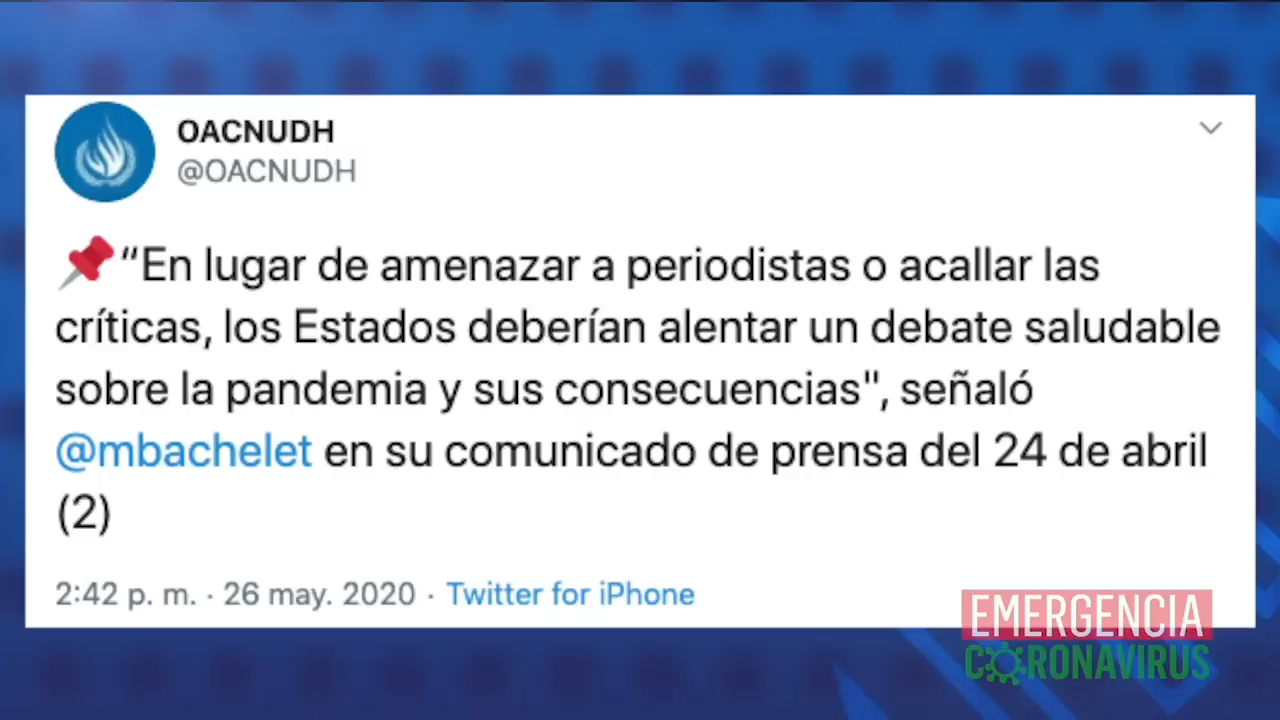 OACNUDH
@OACNUDH
“En lugar de amenazar a periodistas o acallar las
críticas, los Estados deberían alentar un debate saludable
sobre la pandemia y sus consecuencias", señaló
@mbachelet en su comunicado de prensa del 24 de abril
(2)
2:42 p. m. · 26 may. 2020 · Twitter for iPhone
EMERGENCIA
CORONAVIRUS